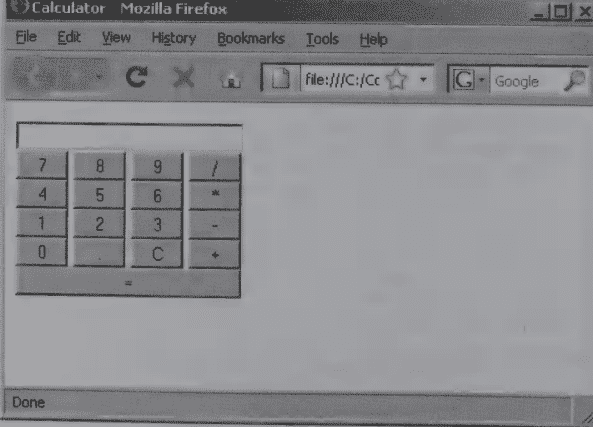 Calculator Mozilla Firefox
File Edit View History Bookmarks Tools Help
file:///C:/Cc G Google
7 8 9 /
4 5 6 *
1 2 3 -
0 . C +
=
Done